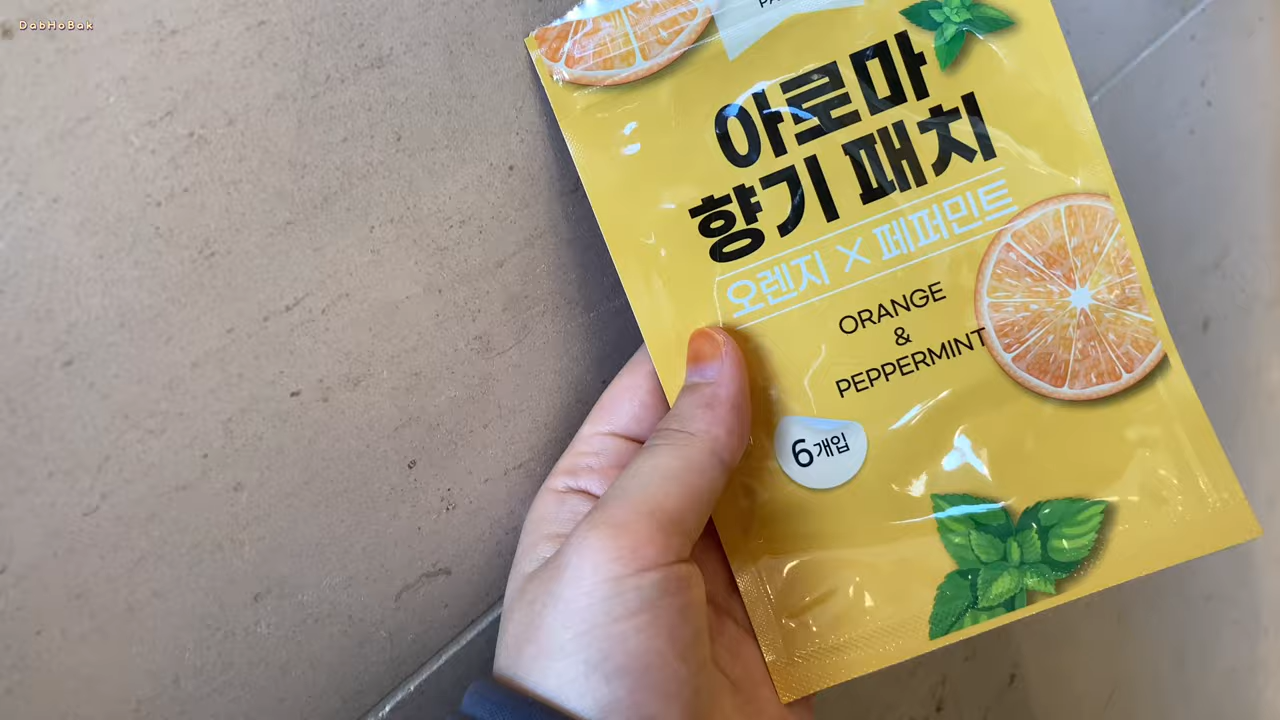 DabHoBak
아로마
향기 패치
오렌지 X 페퍼민트
ORANGE
&
PEPPERMINT
6개입